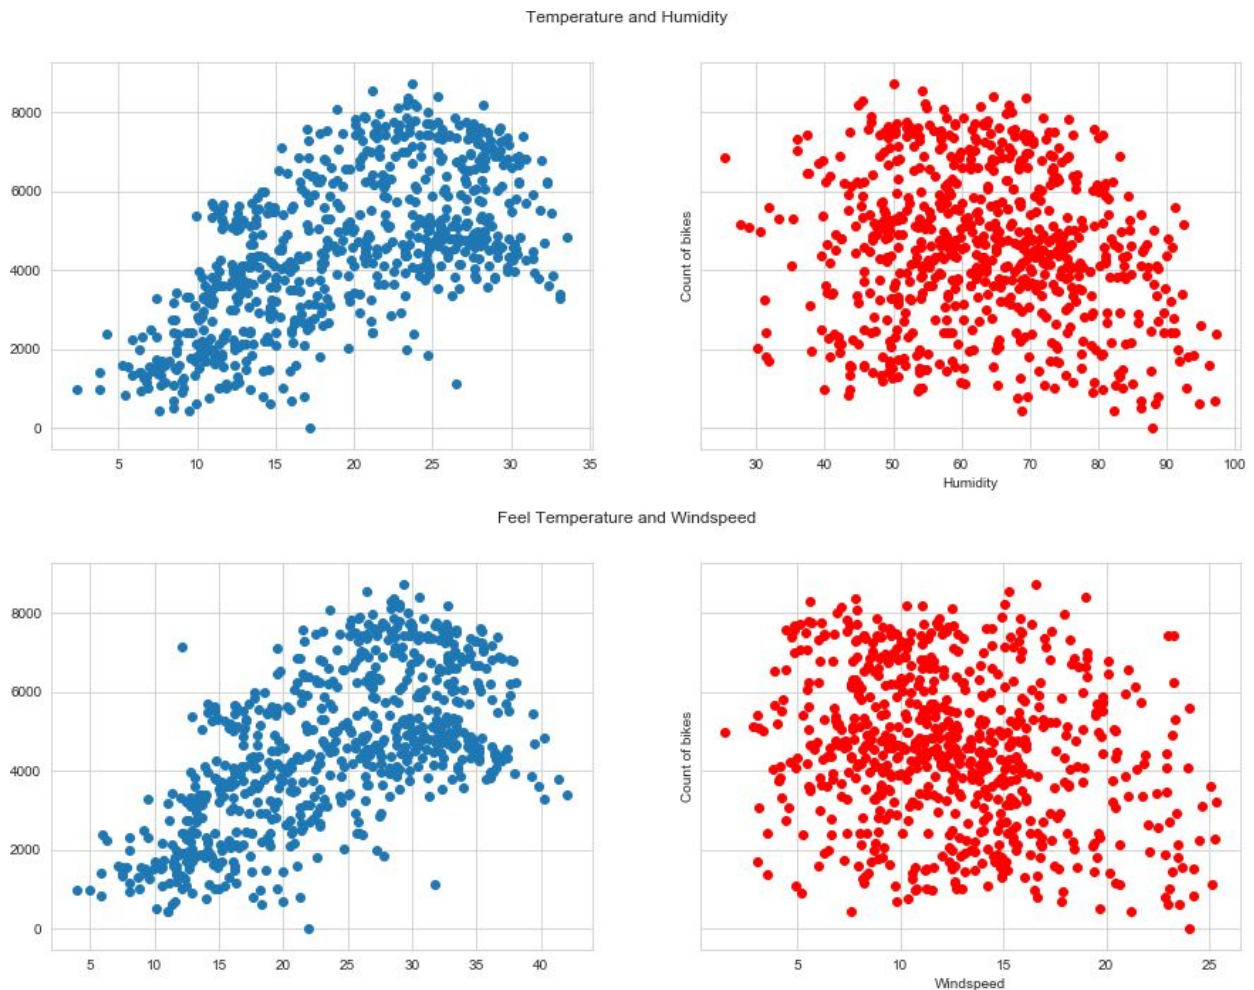 Temperature and Humidity
8000
6000
4000
2000
0
5 10 15 20 25 30 35
Count of bikes
30 40 50 60 70 80 90 100
Humidity
Feel Temperature and Windspeed
8000
6000
4000
2000
0
5 10 15 20 25 30 35 40
Count of bikes
5 10 15 20 25
Windspeed